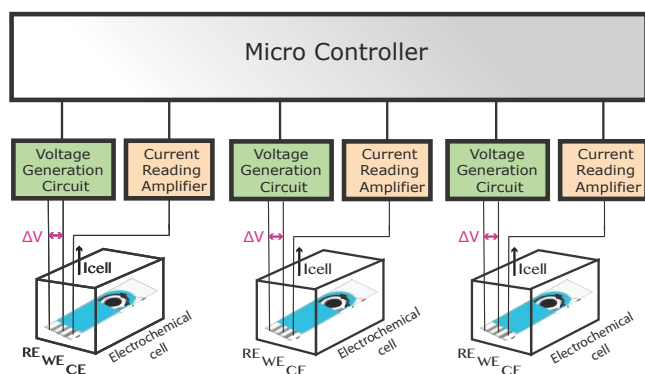 Micro Controller
Voltage
Generation
Circuit
Current
Reading
Amplifier
Voltage
Generation
Circuit
Current
Reading
Amplifier
Voltage
Generation
Circuit
Current
Reading
Amplifier
ΔV
Icell
RE WE CE
Electrochemical
cell
ΔV
Icell
RE WE CE
Electrochemical
cell
ΔV
Icell
RE WE CE
Electrochemical
cell